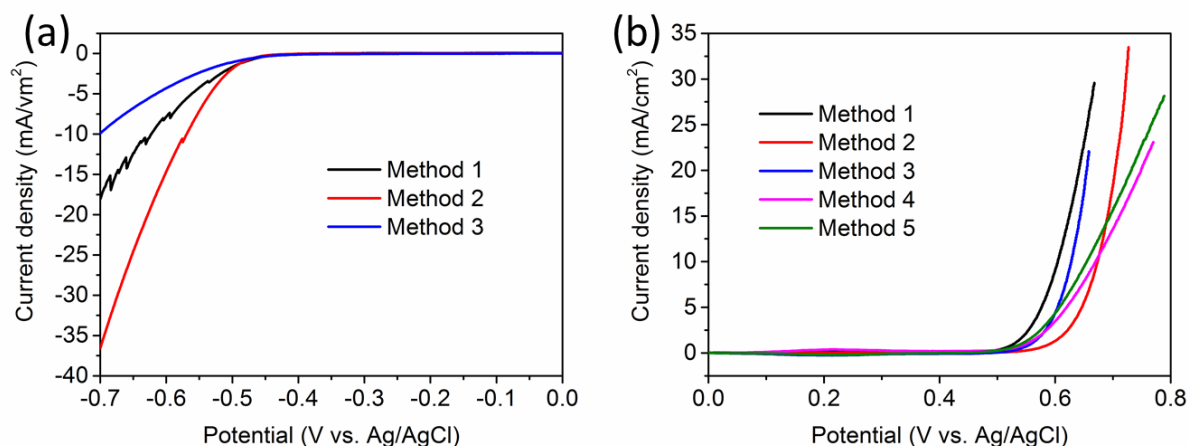 (a)
0
-5
-10
-15
-20
-25
-30
-35
-40
Current density (mA/vm²)
Method 1
Method 2
Method 3
-0.7 -0.6 -0.5 -0.4 -0.3 -0.2 -0.1 0.0
Potential (V vs. Ag/AgCl)
(b)
35
30
25
20
15
10
5
0
Current density (mA/cm²)
Method 1
Method 2
Method 3
Method 4
Method 5
0.0 0.2 0.4 0.6 0.8
Potential (V vs. Ag/AgCl)